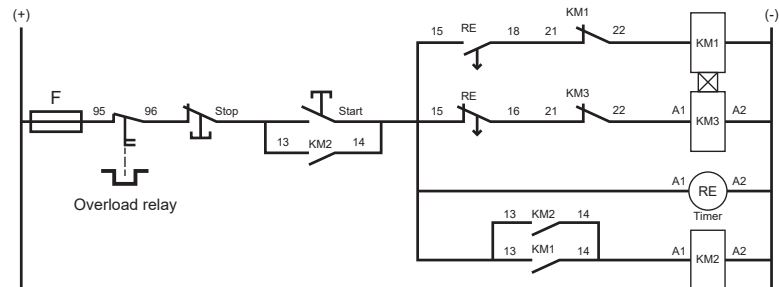 (+) (-)
KM1
15 RE 18 21 22 KM1
F
95 96 Stop Start 15 RE 16 21 KM3 22 A1 KM3 A2
13 KM2 14
Overload relay
A1 RE A2
Timer
13 KM2 14
13 KM1 14 A1 KM2 A2